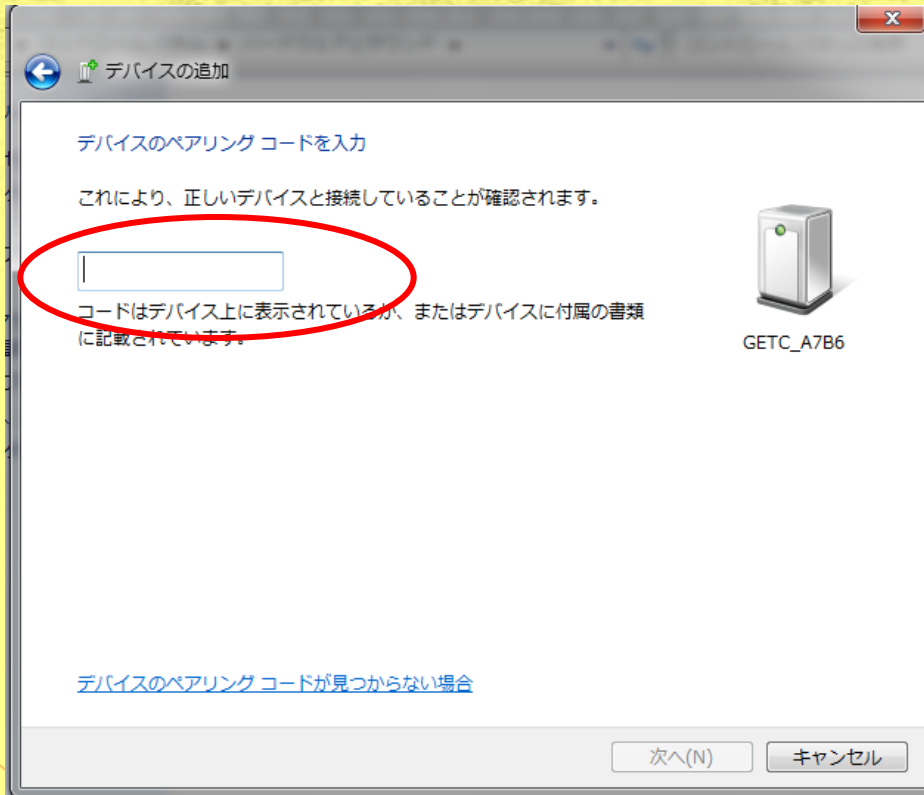 デバイスの追加
デバイスのペアリング コードを入力
これにより、正しいデバイスと接続していることが確認されます。
コードはデバイス上に表示されているか、またはデバイスに付属の書類
に記載されています。
GETC_A7B6
デバイスのペアリング コードが見つからない場合
次へ(N)
キャンセル